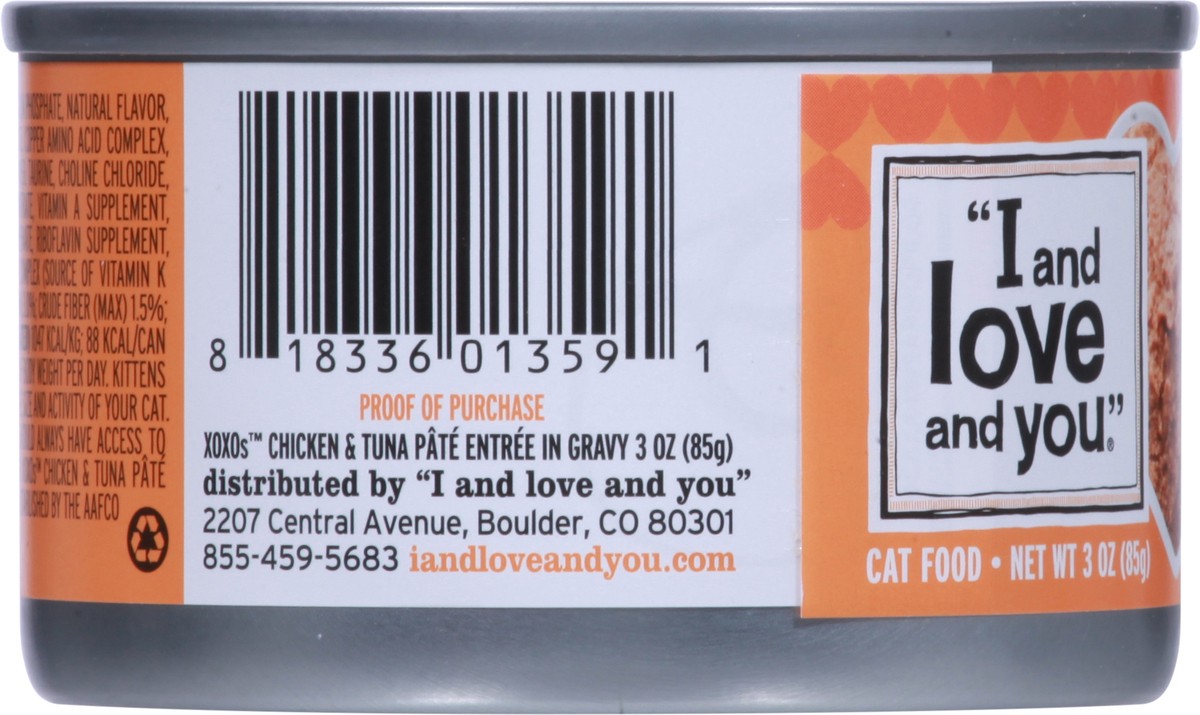 NATURAL FLAVOR,
AMINO ACID COMPLEX,
TAURINE, CHOLINE CHLORIDE,
VITAMIN A SUPPLEMENT,
RIBOFLAVIN SUPPLEMENT,
(SOURCE OF VITAMIN K
CRUDE FIBER (MAX) 1.5%;
KCAL/KG; 88 KCAL/CAN
WEIGHT PER DAY. KITTENS
AND ACTIVITY OF YOUR CAT.
ALWAYS HAVE ACCESS TO
CHICKEN & TUNA PÂTÉ
BY THE AAFCO
8 18336 01359 1
PROOF OF PURCHASE
XOXOs™ CHICKEN & TUNA PÂTÉ ENTRÉE IN GRAVY 3 OZ (85g)
distributed by “I and love and you”
2207 Central Avenue, Boulder, CO 80301
855-459-5683 iandloveandyou.com
“I and
love
and you”®
CAT FOOD • NET WT 3 OZ (85g)